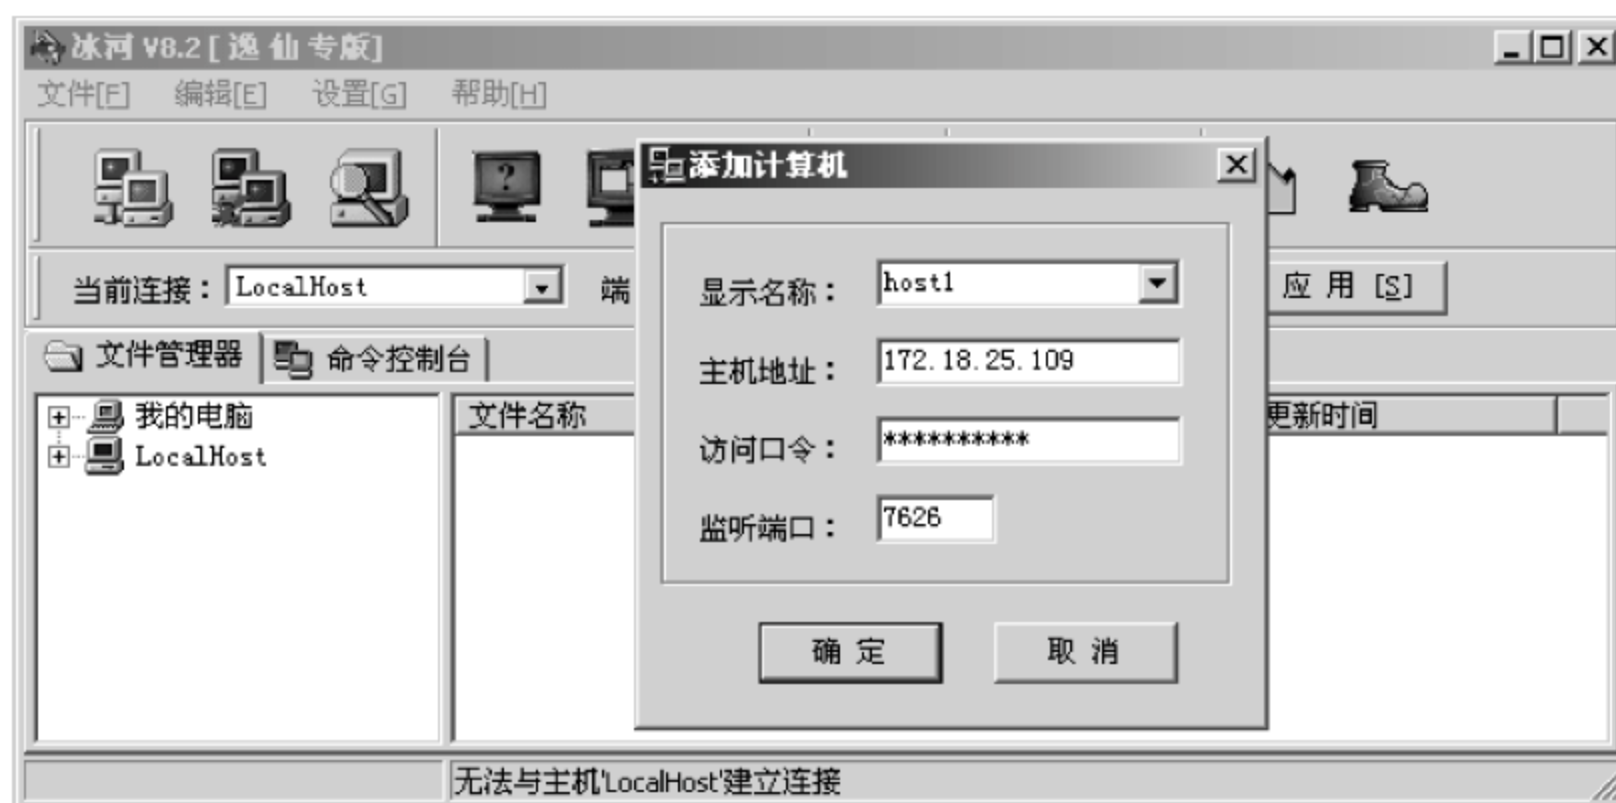 冰河 V8.2 [ 逸 仙 专版]
文件[F] 编辑[E] 设置[G] 帮助[H]
添加计算机
当前连接： LocalHost 端 应 用 [S]
显示名称： host1
主机地址： 172.18.25.109
访问口令： **********
监听端口： 7626
确 定 取 消
文件管理器 命令控制台
我的电脑
LocalHost
文件名称 更新时间
无法与主机'LocalHost'建立连接